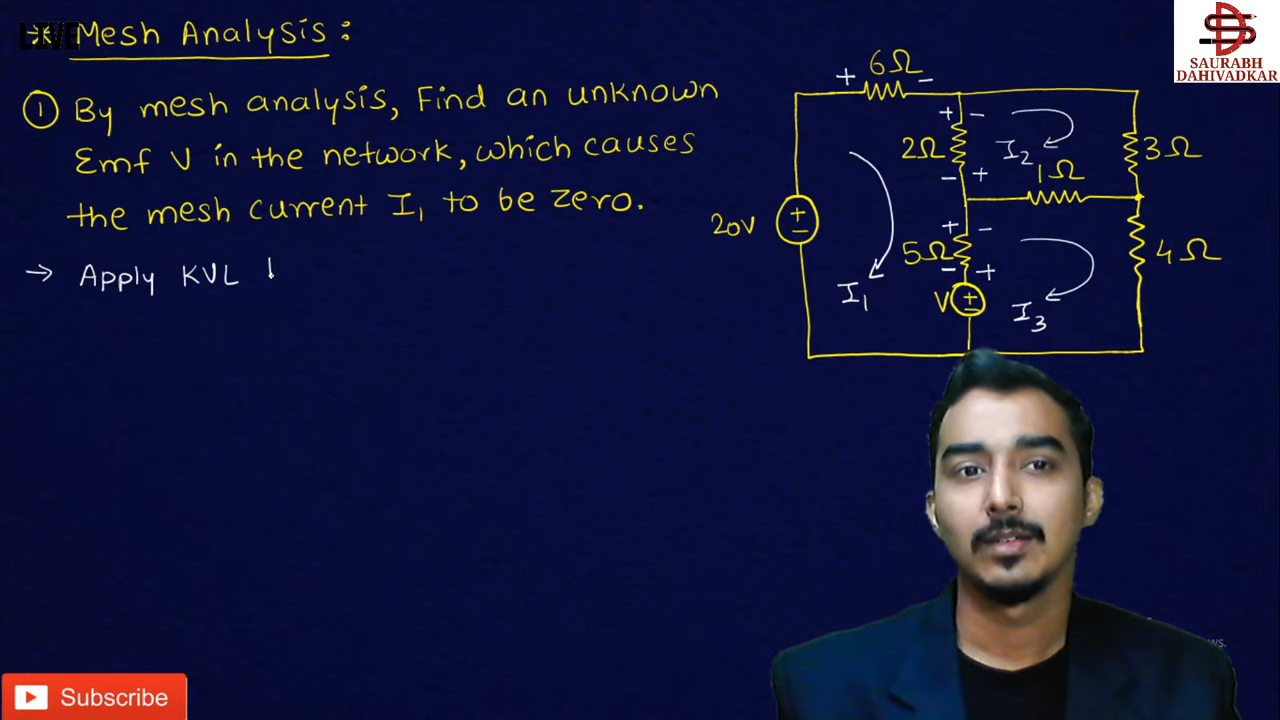 LIVE
* Mesh Analysis:
SAURABH
DAHIVADKAR
① By mesh analysis, Find an unknown
Emf V in the network, which causes
the mesh current I₁ to be zero.
→ Apply KVL
+ 6Ω -
+ -
2Ω
I₂
3Ω
- +
1Ω
20V
+ -
+ -
5Ω
4Ω
- +
V
+ -
I₁
I₃
Subscribe